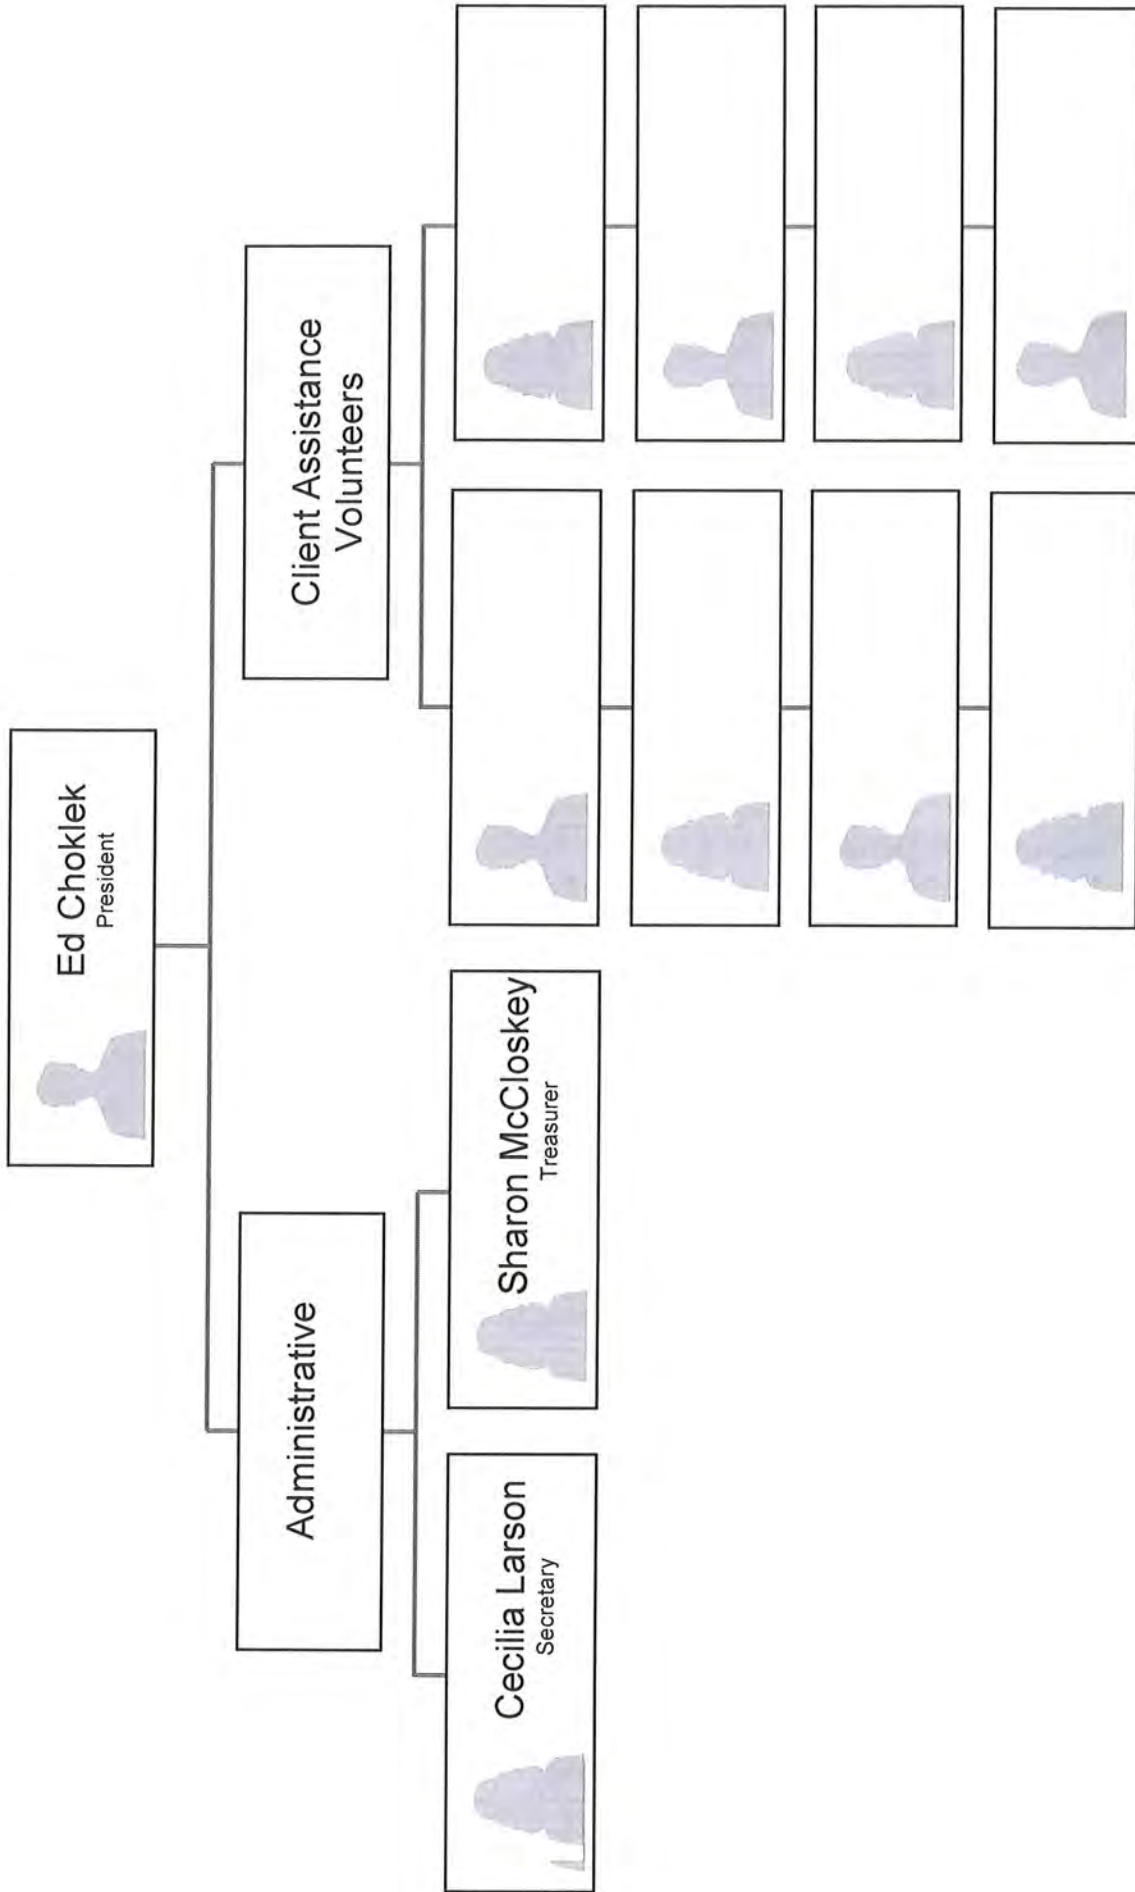 Ed Choklek
President
Administrative
Client Assistance
Volunteers
Cecilia Larson
Secretary
Sharon McCloskey
Treasurer